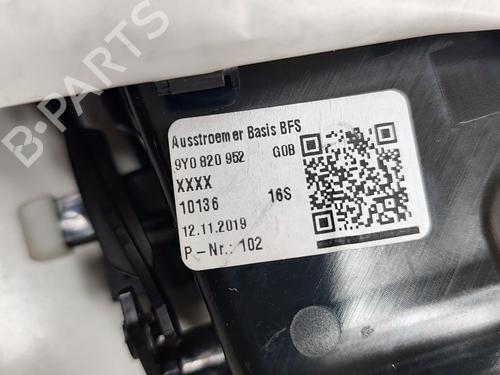 Ausstroemer Basis BFS
9Y0 820 952 G0B
XXXX
10136 16S
12.11.2019
P-Nr.: 102
B-Parts